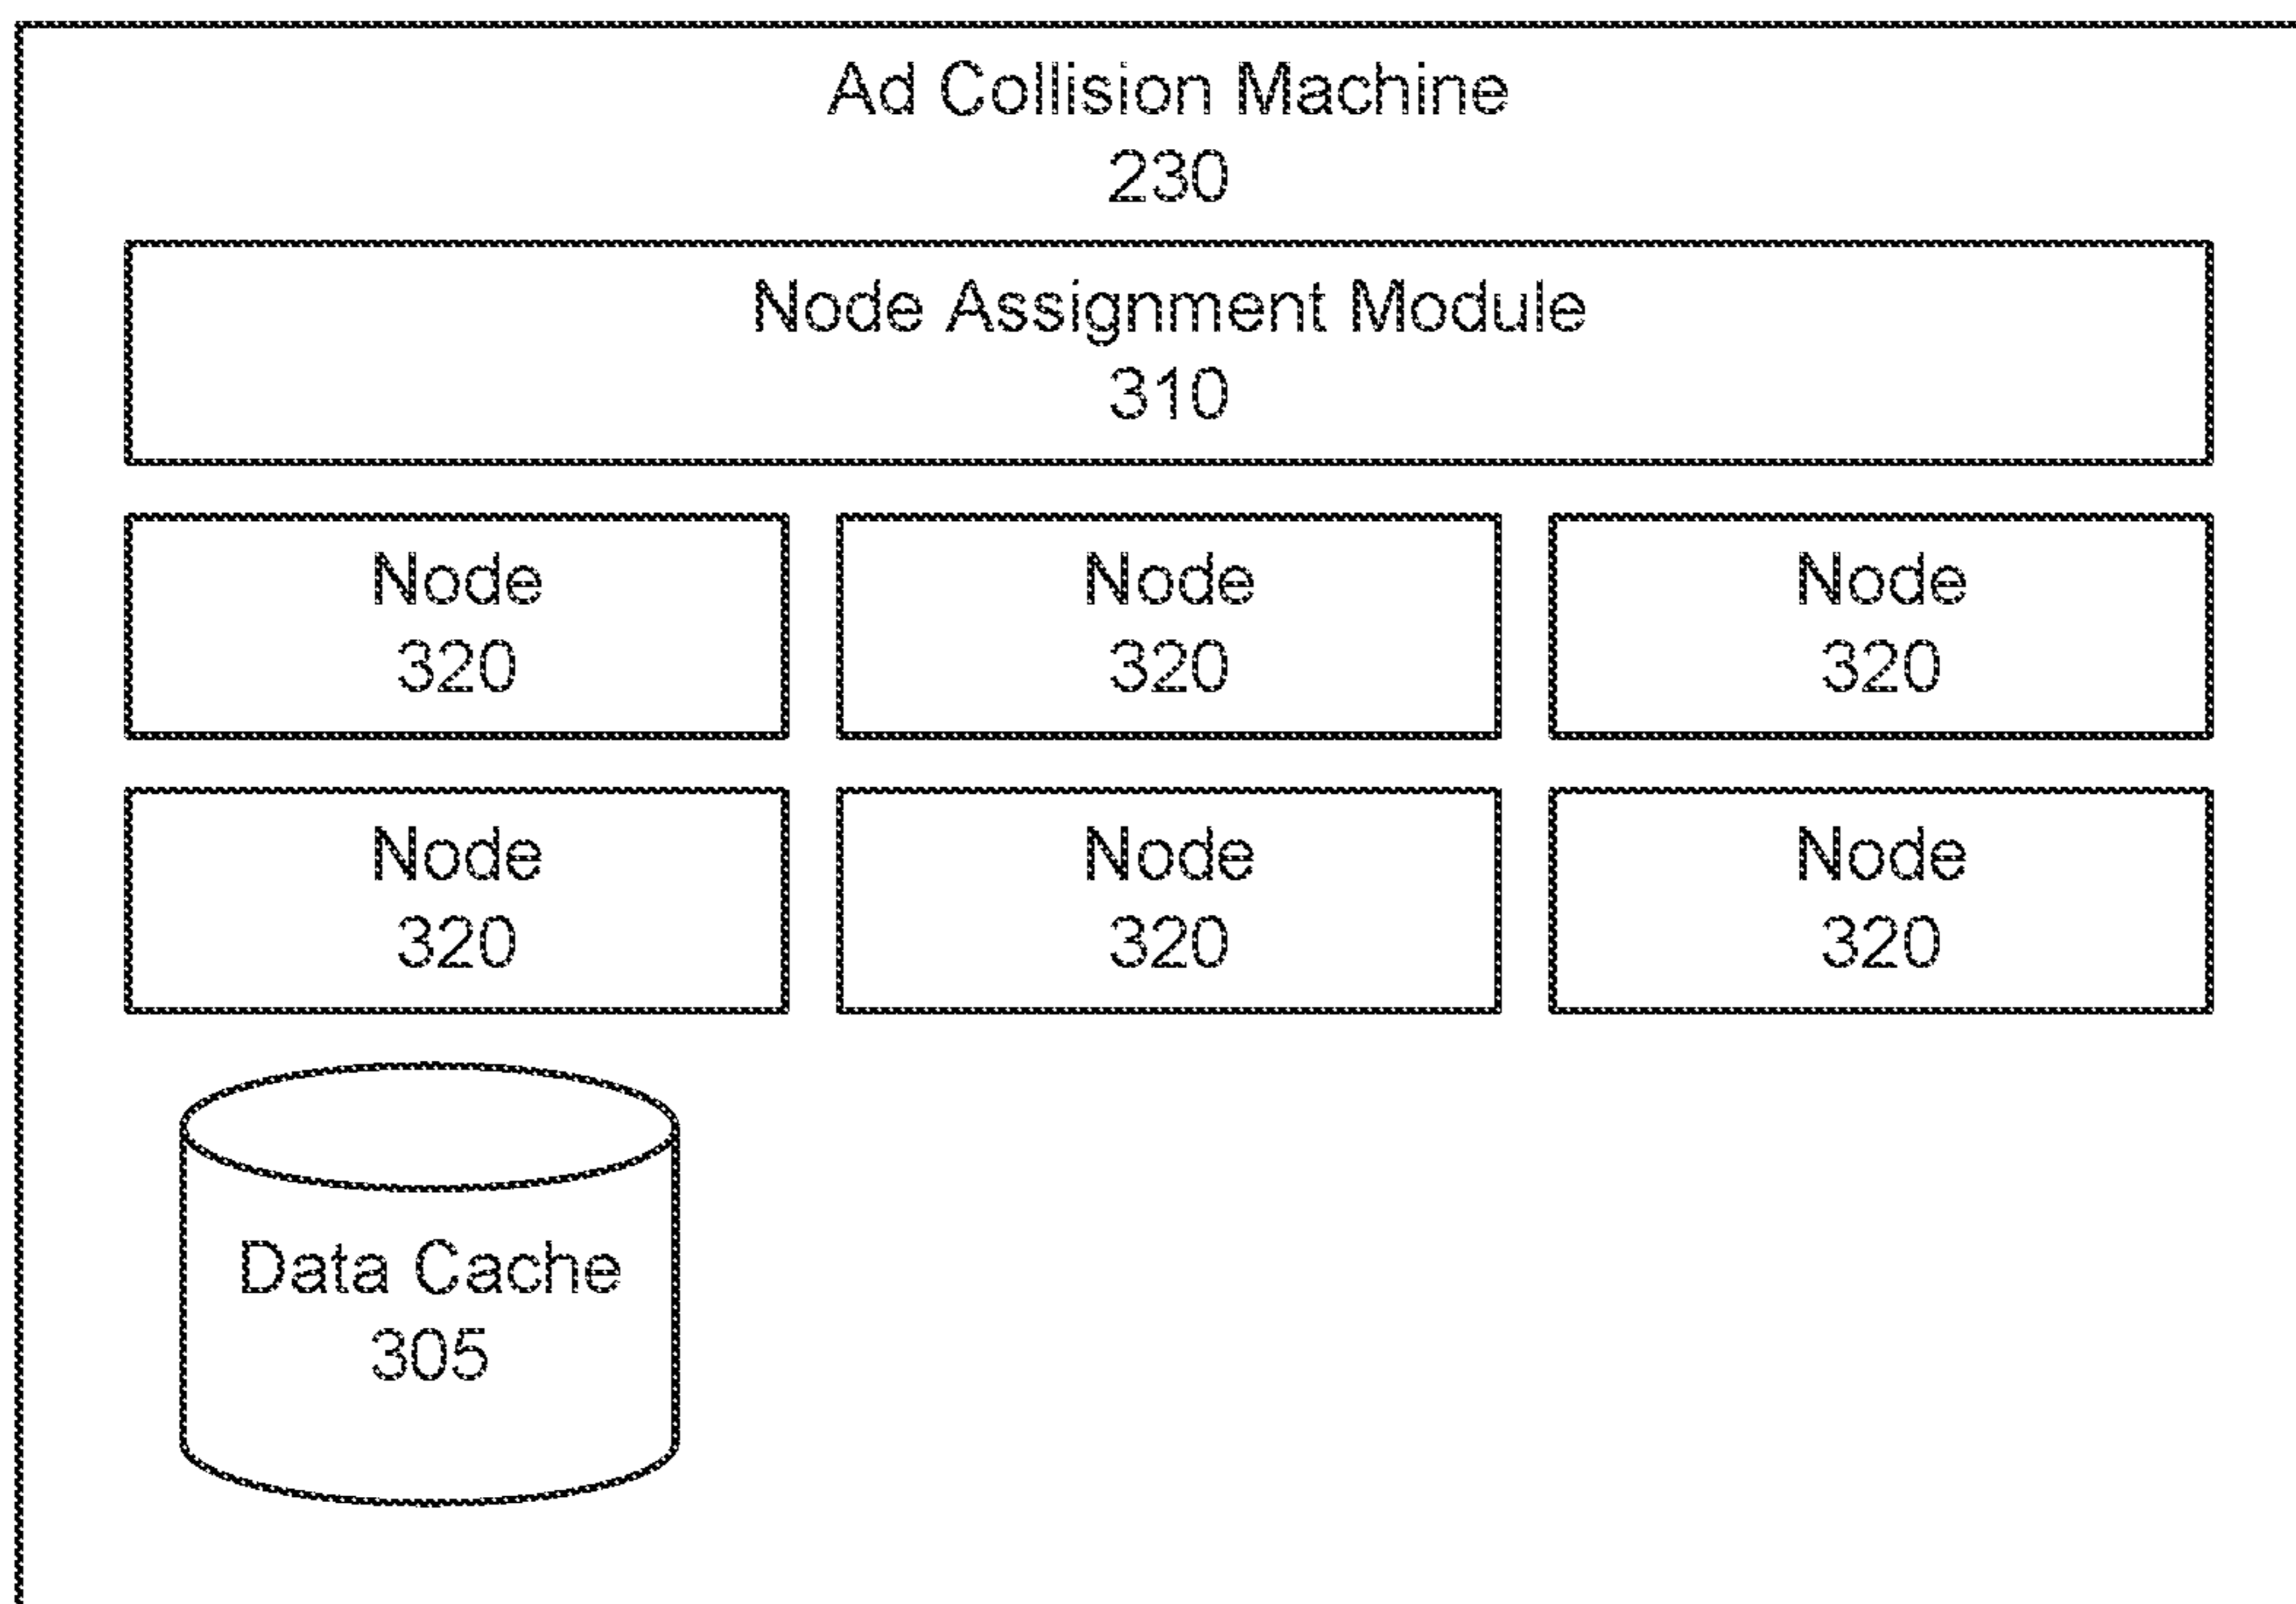 Ad Collision Machine
230
Node Assignment Module
310
Node
320
Node
320
Node
320
Node
320
Node
320
Node
320
Data Cache
305